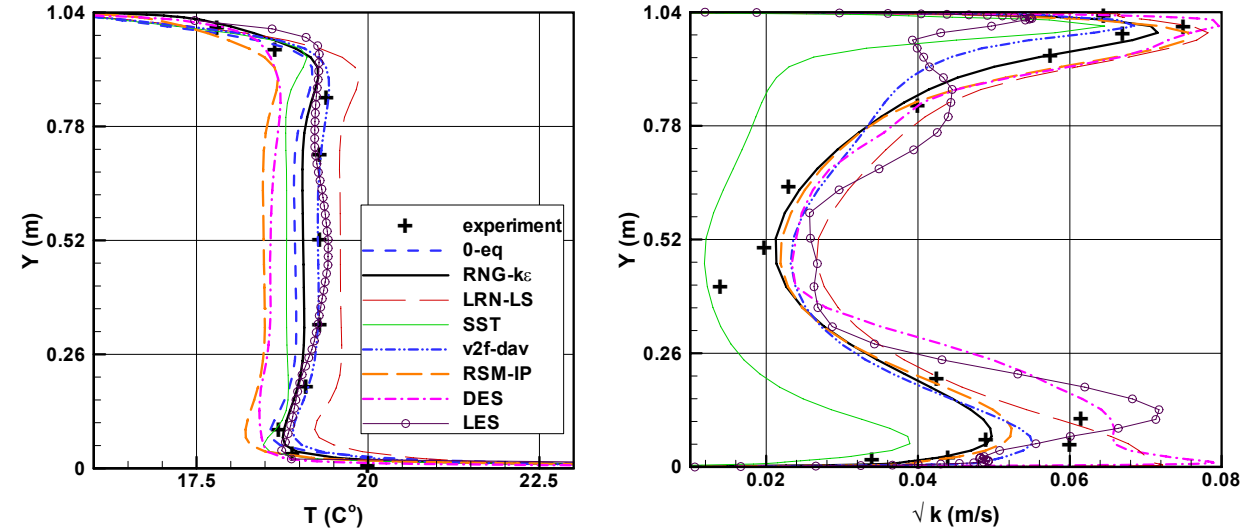 1.04
0.78
0.52
0.26
0
Y (m)
17.5
20.0
22.5
T (C°)
experiment
0-eq
RNG-kε
LRN-LS
SST
v2f-dav
RSM-IP
DES
LES
1.04
0.78
0.52
0.26
0
Y (m)
0.02
0.04
0.06
0.08
√ k (m/s)